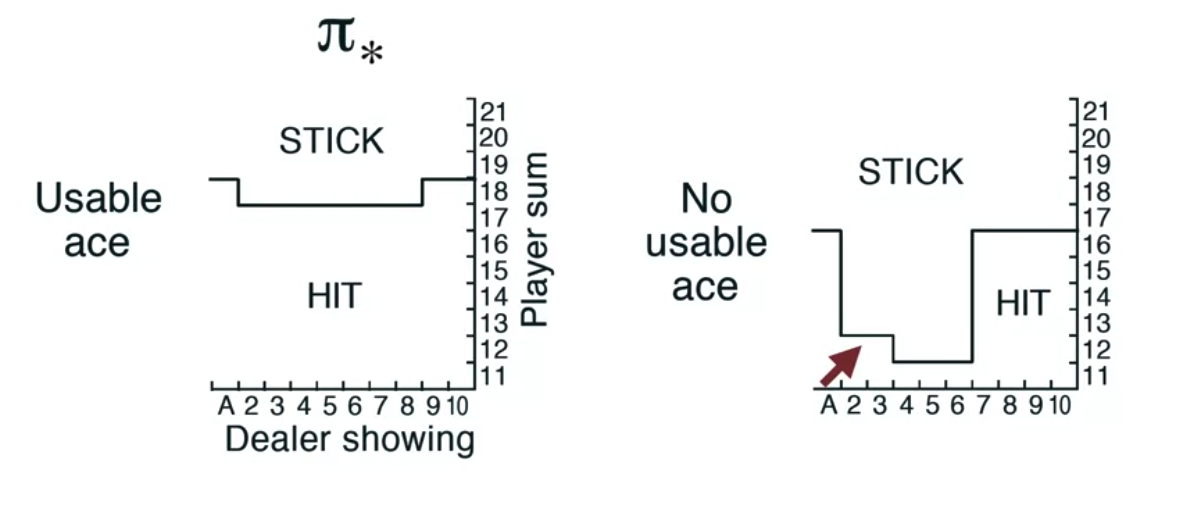 π*
Usable
ace
STICK
HIT
21
20
19
18
17
16
15
14
13
12
11
Player sum
A 2 3 4 5 6 7 8 9 10
Dealer showing
No
usable
ace
STICK
HIT
21
20
19
18
17
16
15
14
13
12
11
A 2 3 4 5 6 7 8 9 10